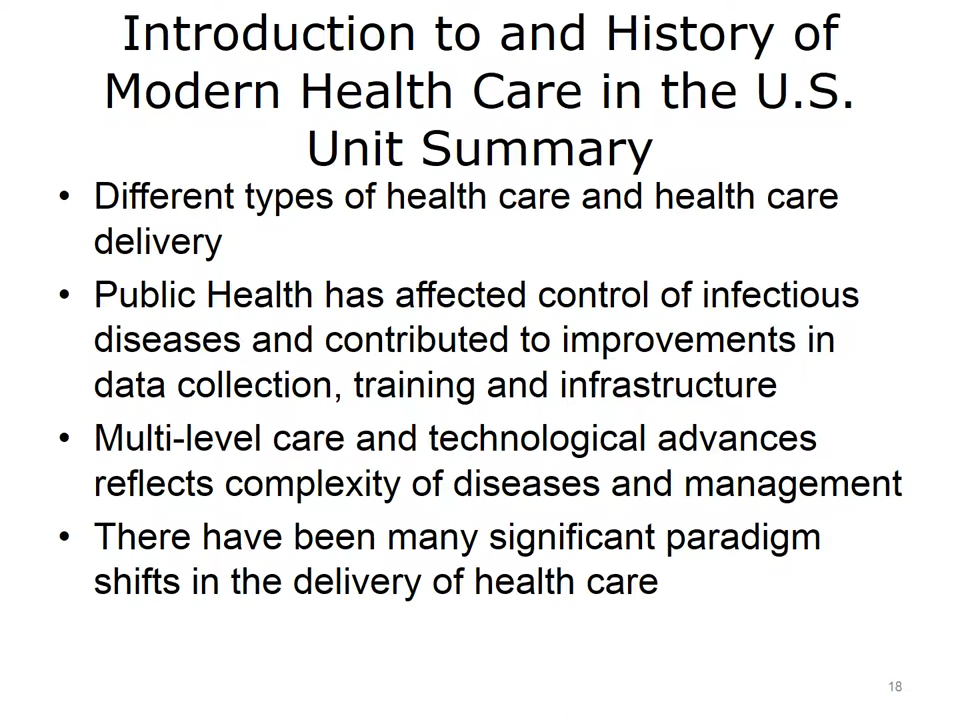 Introduction to and History of
Modern Health Care in the U.S.
Unit Summary
• Different types of health care and health care
delivery
• Public Health has affected control of infectious
diseases and contributed to improvements in
data collection, training and infrastructure
• Multi-level care and technological advances
reflects complexity of diseases and management
• There have been many significant paradigm
shifts in the delivery of health care
18